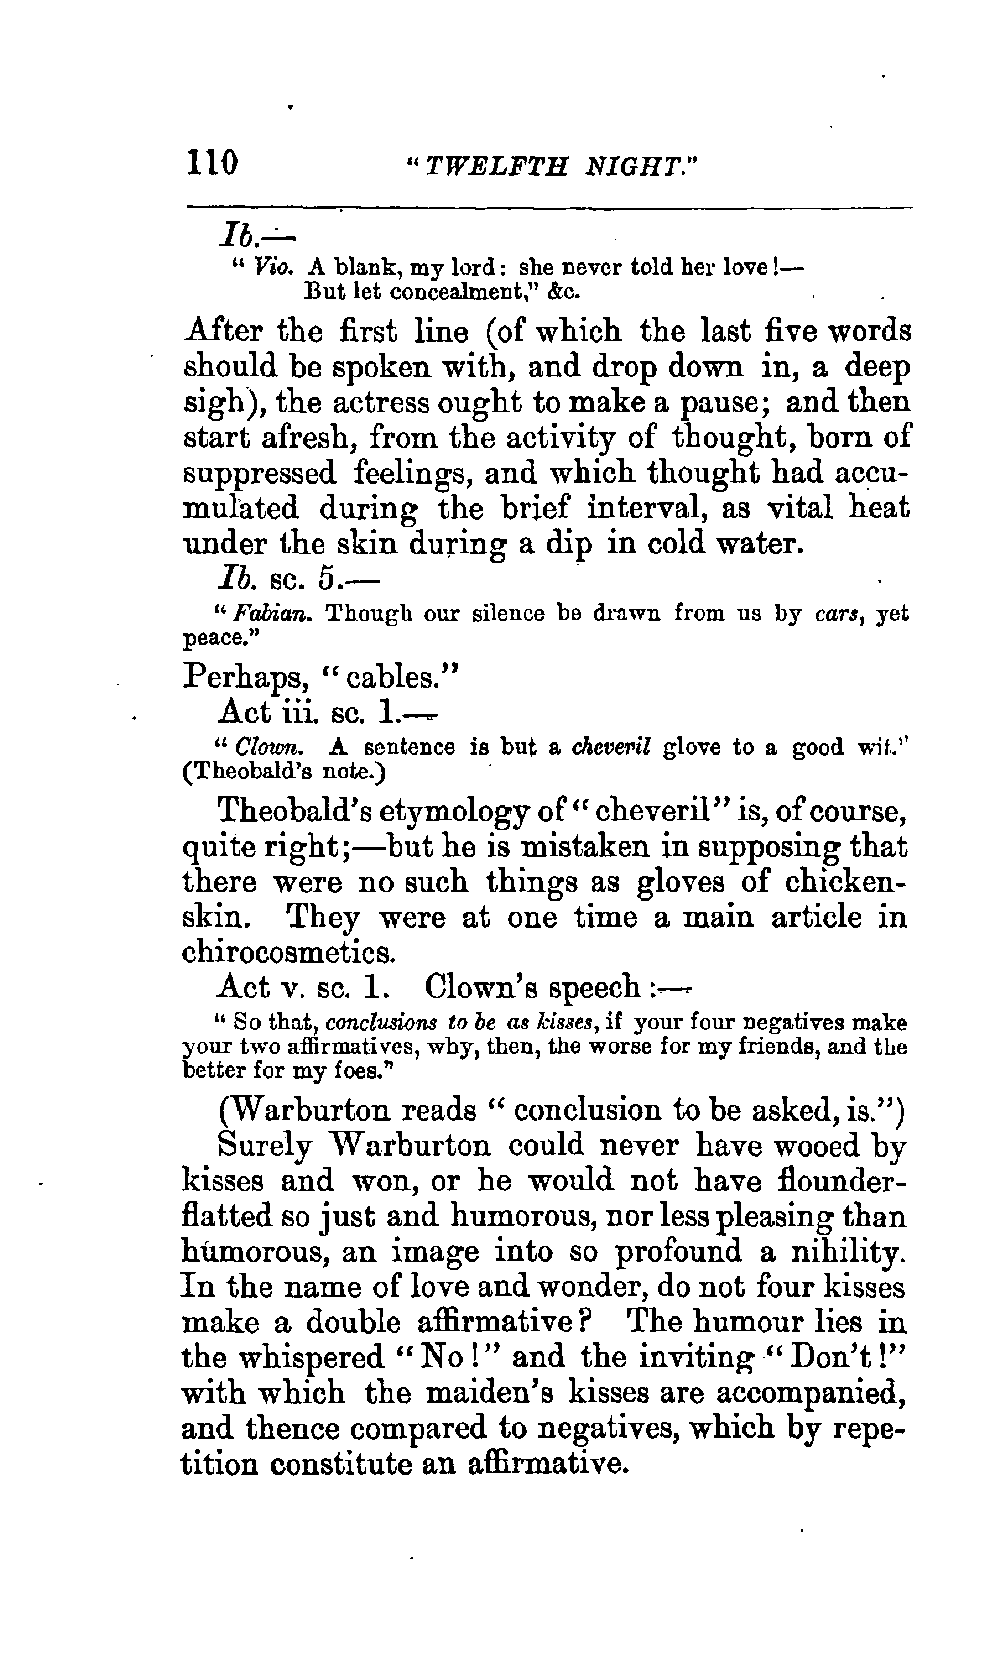 110 "TWELFTH NIGHT."
Ib.—
"Vio. A blank, my lord: she never told her love!—
But let concealment," &c.
After the first line (of which the last five words
should be spoken with, and drop down in, a deep
sigh), the actress ought to make a pause; and then
start afresh, from the activity of thought, born of
suppressed feelings, and which thought had accu-
mulated during the brief interval, as vital heat
under the skin during a dip in cold water.
Ib. sc. 5.—
"Fabian. Though our silence be drawn from us by cars, yet
peace."
Perhaps, "cables."
Act iii. sc. 1.—
"Clown. A sentence is but a cheveril glove to a good wit."
(Theobald's note.)
Theobald's etymology of "cheveril" is, of course,
quite right;—but he is mistaken in supposing that
there were no such things as gloves of chicken-
skin. They were at one time a main article in
chirocosmetics.
Act v. sc. 1. Clown's speech:—
"So that, conclusions to be as kisses, if your four negatives make
your two affirmatives, why, then, the worse for my friends, and the
better for my foes."
(Warburton reads "conclusion to be asked, is.")
Surely Warburton could never have wooed by
kisses and won, or he would not have flounder-
flatted so just and humorous, nor less pleasing than
humorous, an image into so profound a nihility.
In the name of love and wonder, do not four kisses
make a double affirmative? The humour lies in
the whispered "No!" and the inviting "Don't!"
with which the maiden's kisses are accompanied,
and thence compared to negatives, which by repe-
tition constitute an affirmative.